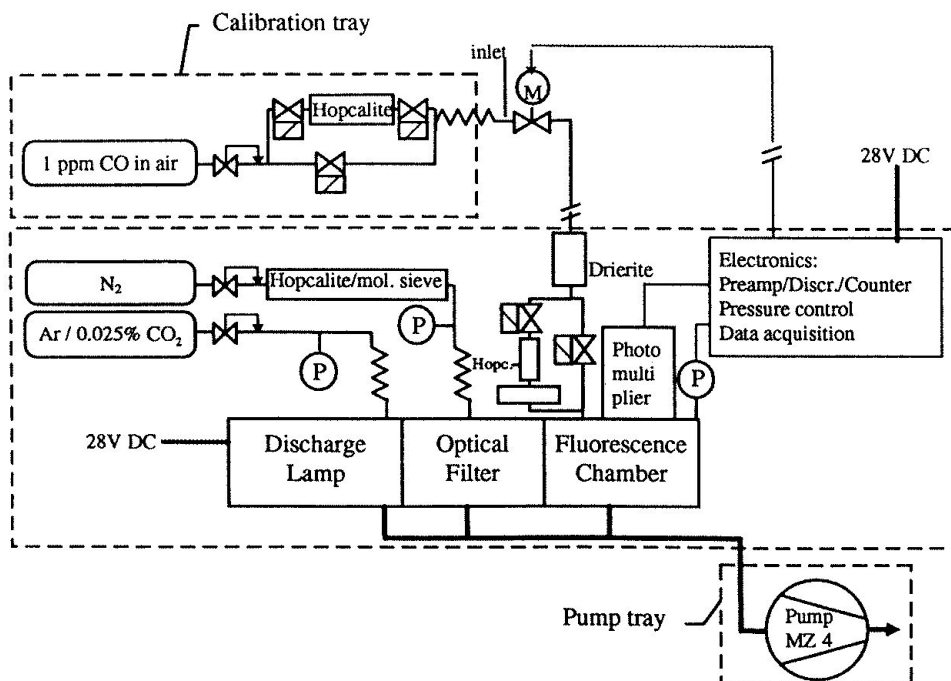 Calibration tray
inlet
M
Hopcalite
1 ppm CO in air
28V DC
Drierite
Electronics:
Preamp/Discr./Counter
Pressure control
Data acquisition
N₂
Hopcalite/mol. sieve
P
Ar / 0.025% CO₂
P
Hopc.
Photo
multi
plier
P
28V DC
Discharge
Lamp
Optical
Filter
Fluorescence
Chamber
Pump tray
Pump
MZ 4